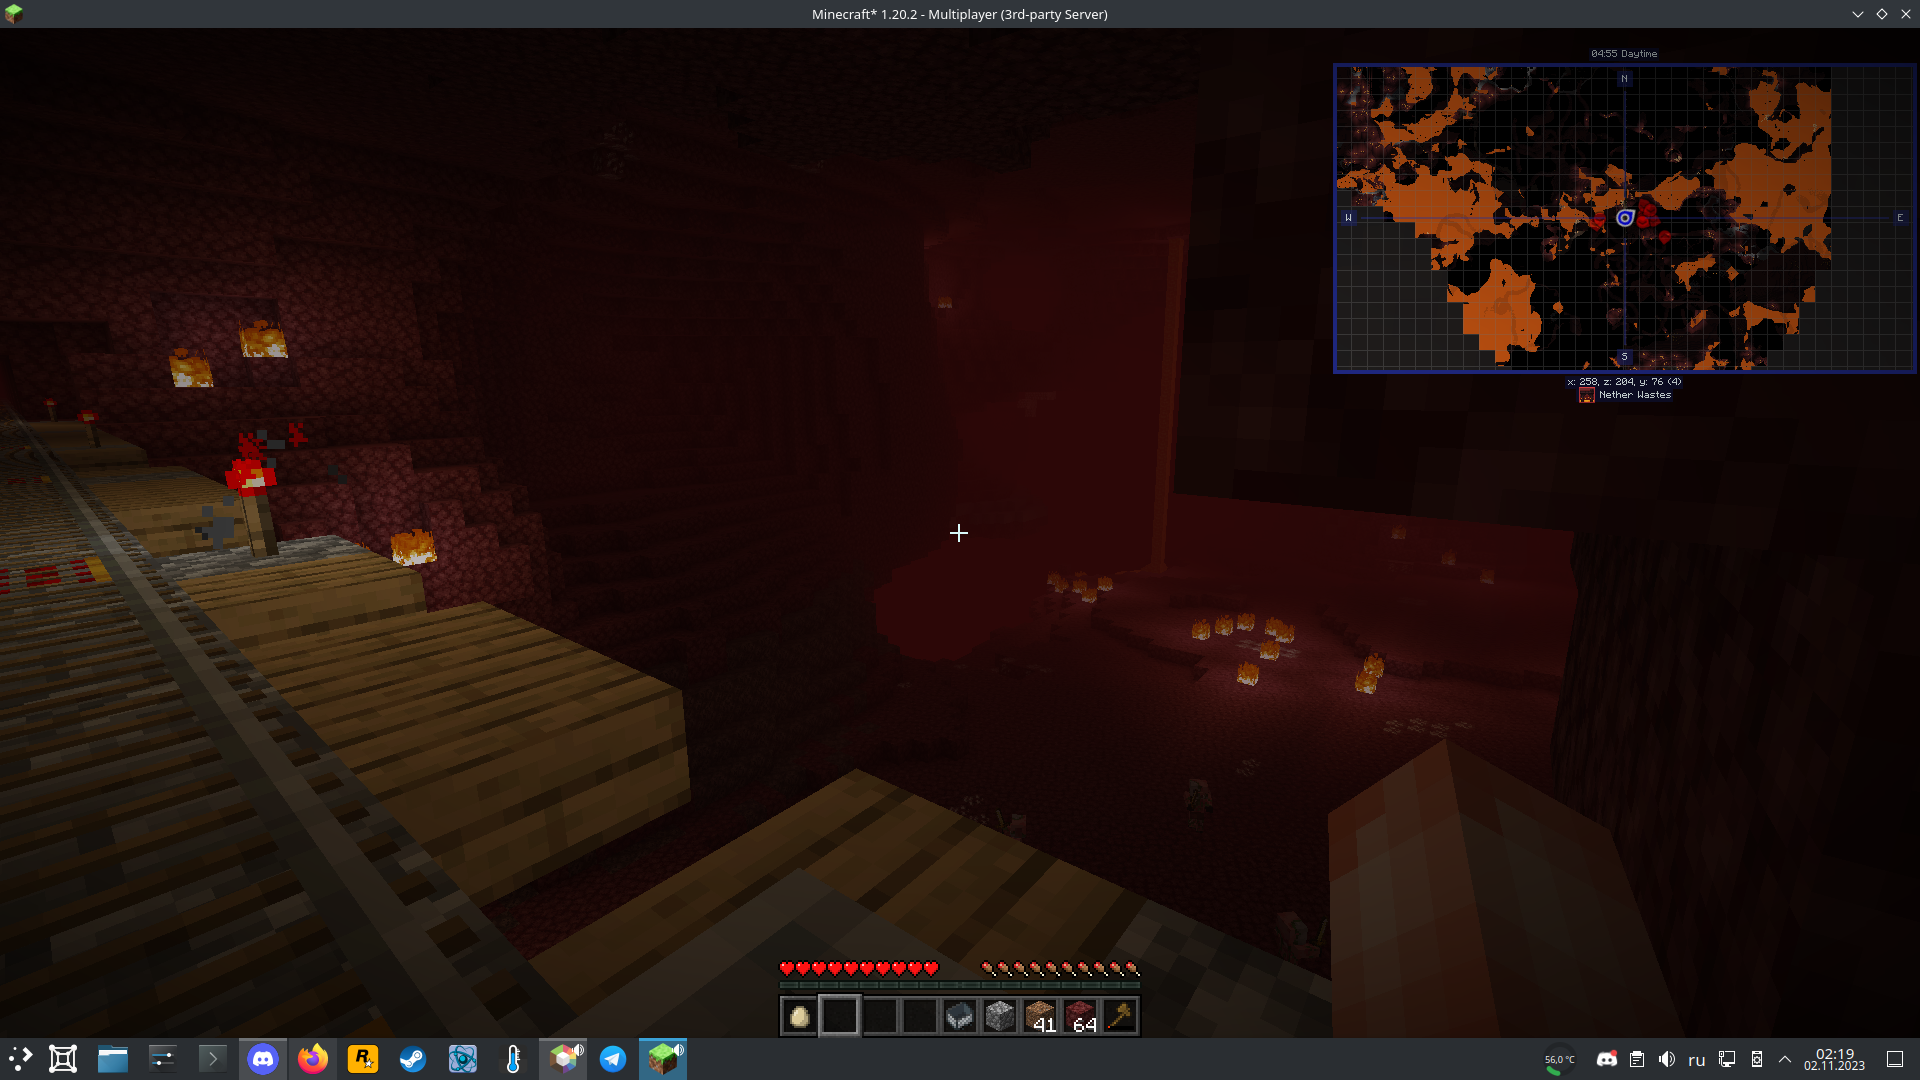 Minecraft* 1.20.2 - Multiplayer (3rd-party Server)
04:55 Daytime
N
W
E
S
x: 258, z: 204, y: 76 (4)
Nether Wastes
41
64
56,0 °C
ru
02:19
02.11.2023